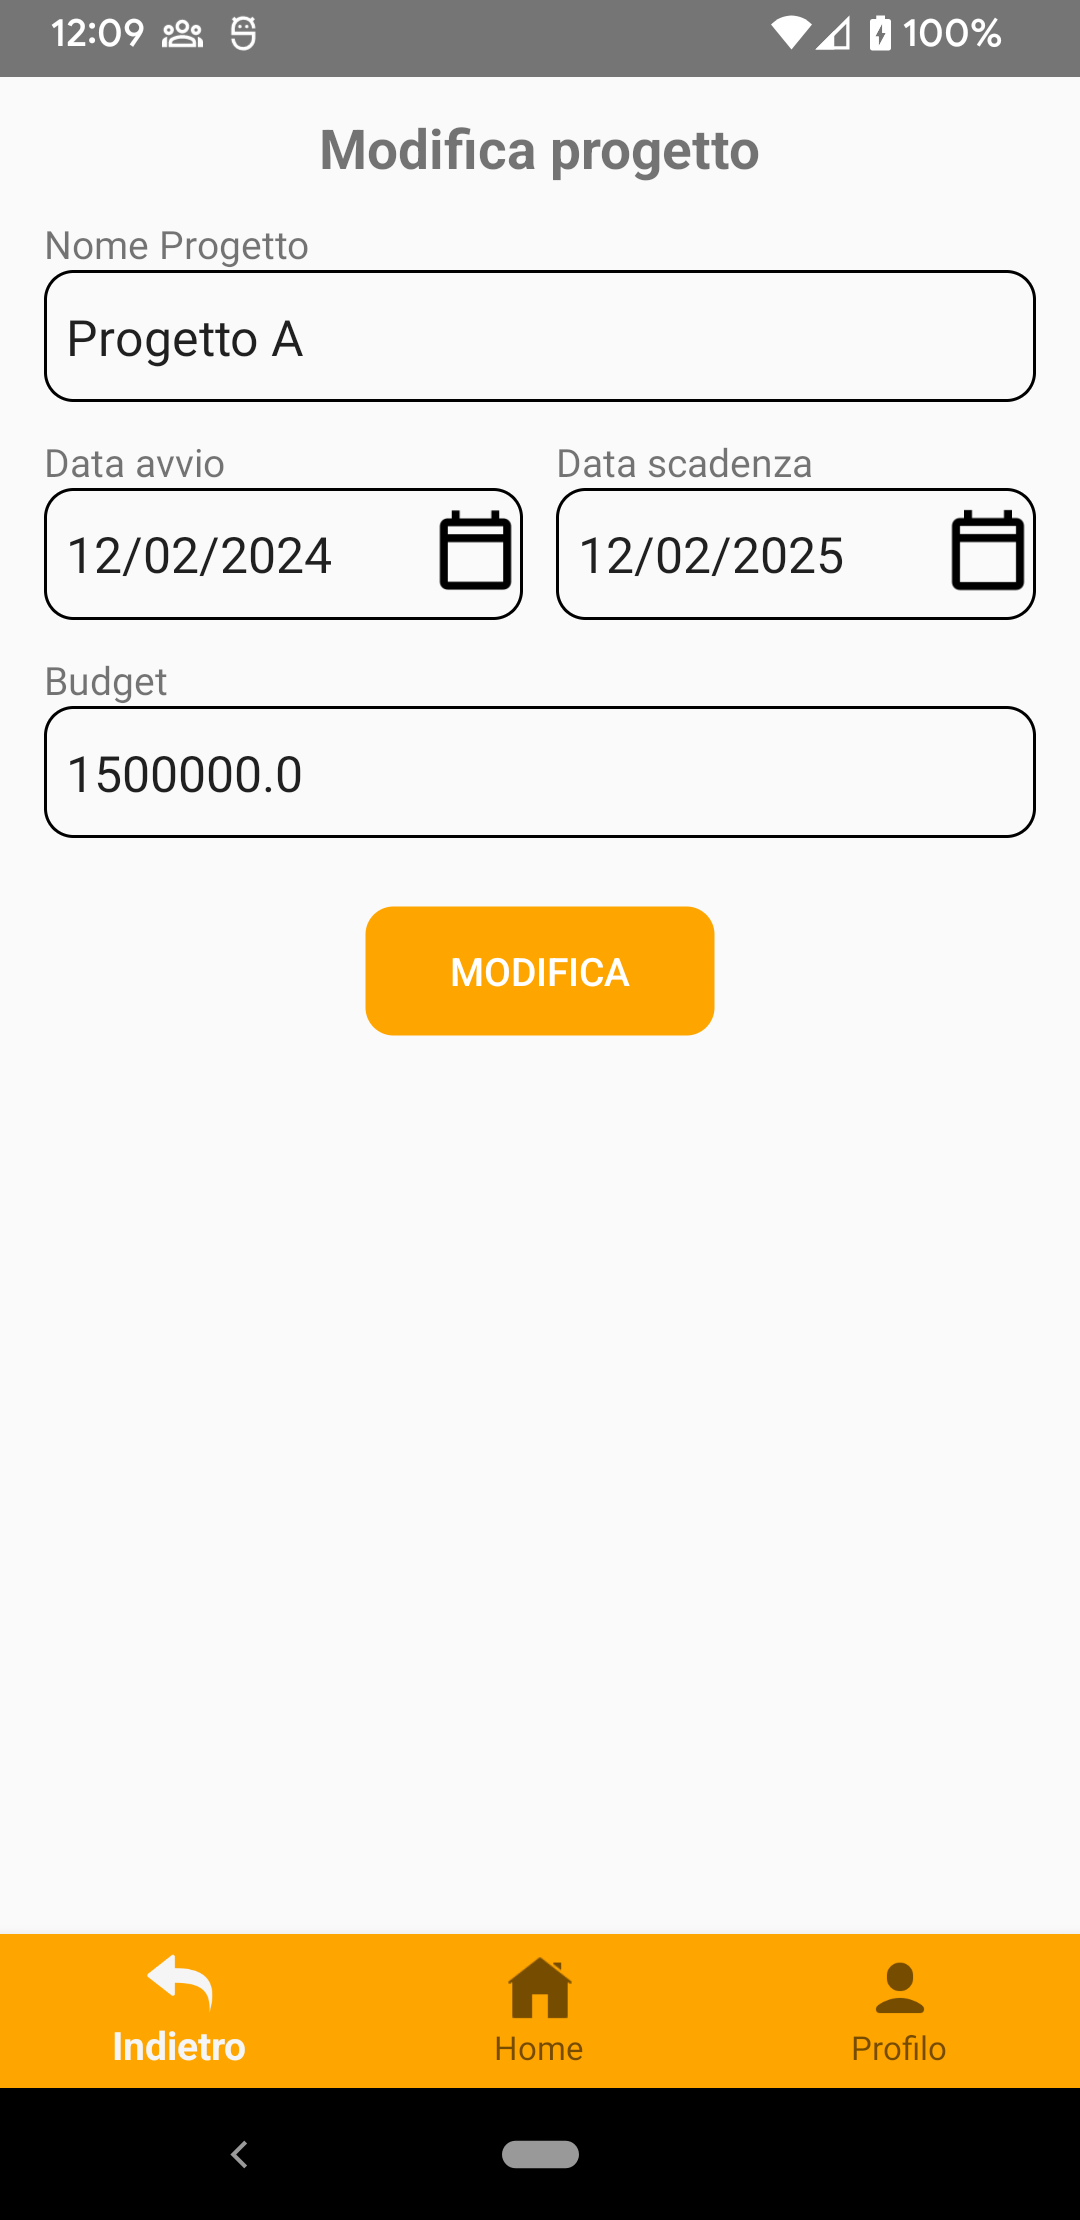 12:09 100%
Modifica progetto
Nome Progetto
Progetto A
Data avvio Data scadenza
12/02/2024 12/02/2025
Budget
1500000.0
MODIFICA
Indietro Home Profilo